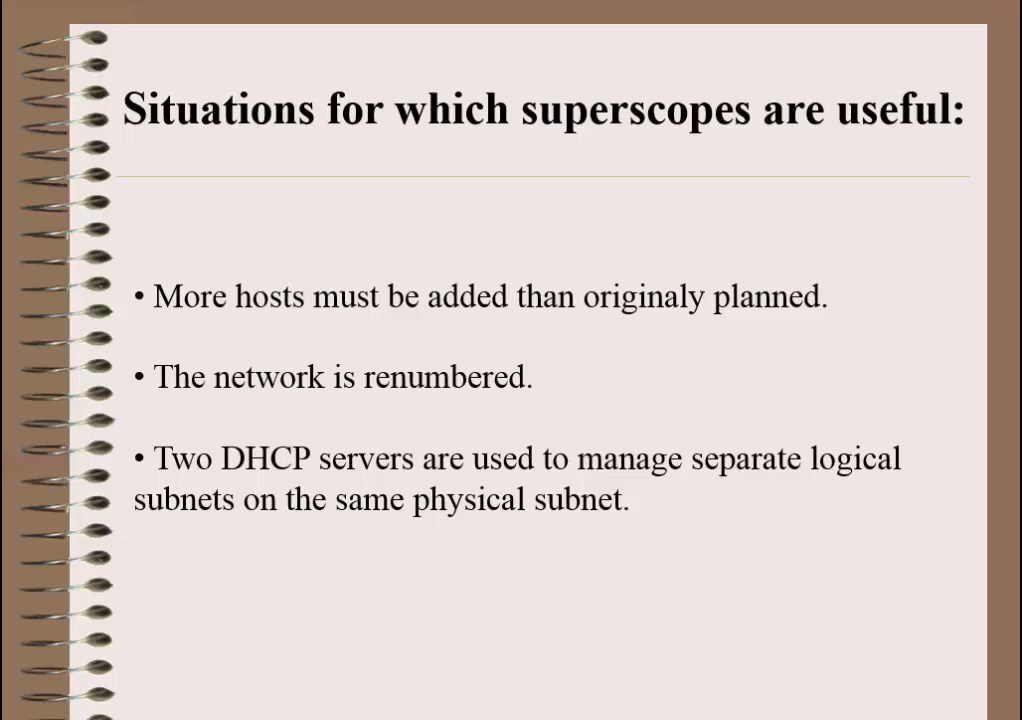 Situations for which superscopes are useful:
• More hosts must be added than originaly planned.
• The network is renumbered.
• Two DHCP servers are used to manage separate logical
subnets on the same physical subnet.